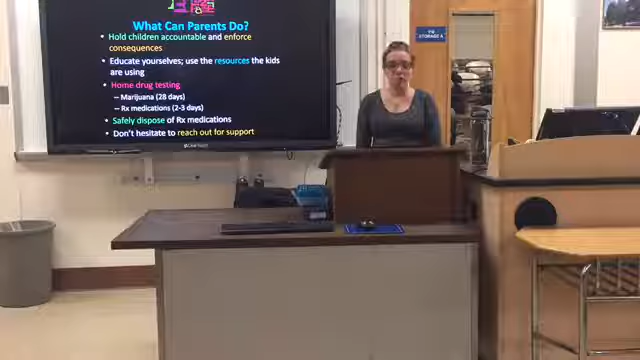 What Can Parents Do?
• Hold children accountable and enforce
consequences
• Educate yourselves; use the resources the kids
are using
• Home drug testing
– Marijuana (28 days)
– Rx medications (2-3 days)
• Safely dispose of Rx medications
• Don't hesitate to reach out for support
STORAGE A